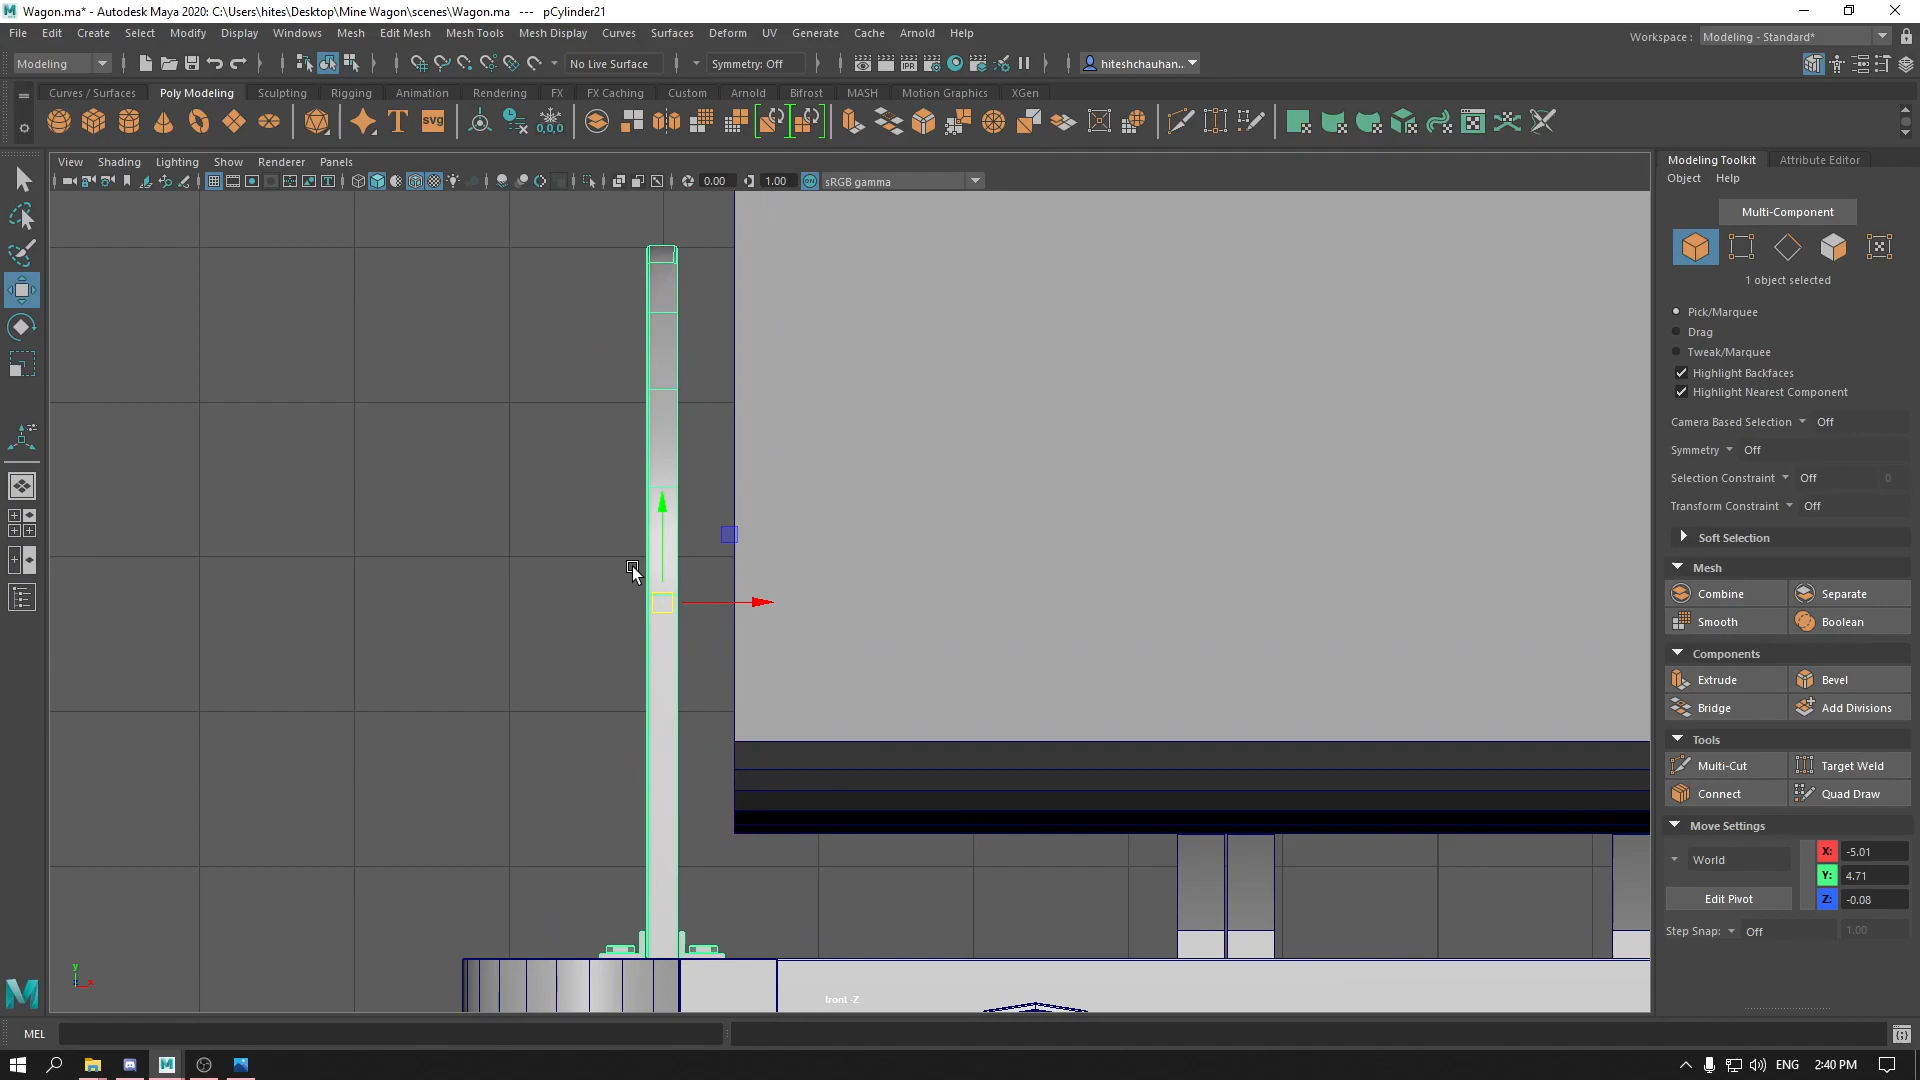 Wagon.ma* - Autodesk Maya 2020: C:\Users\hites\Desktop\Mine Wagon\scenes\Wagon.ma --- pCylinder21
File Edit Create Select Modify Display Windows Mesh Edit Mesh Mesh Tools Mesh Display Curves Surfaces Deform UV Generate Cache Arnold Help
Workspace : Modeling - Standard*
Modeling No Live Surface Symmetry: Off hiteshchauhan...
Curves / Surfaces Poly Modeling Sculpting Rigging Animation Rendering FX FX Caching Custom Arnold Bifrost MASH Motion Graphics XGen
SVG 0,0,0
View Shading Lighting Show Renderer Panels
0.00 1.00 ON sRGB gamma
Modeling Toolkit Attribute Editor
Object Help
Multi-Component
1 object selected
Pick/Marquee
Drag
Tweak/Marquee
Highlight Backfaces
Highlight Nearest Component
Camera Based Selection Off
Symmetry Off
Selection Constraint Off 0
Transform Constraint Off
Soft Selection
Mesh
Combine Separate
Smooth Boolean
Components
Extrude Bevel
Bridge Add Divisions
Tools
Multi-Cut Target Weld
Connect Quad Draw
Move Settings
World X: -5.01
Y: 4.71
Edit Pivot Z: -0.08
Step Snap: Off 1.00
y
z x
front -Z
MEL
ENG 2:40 PM